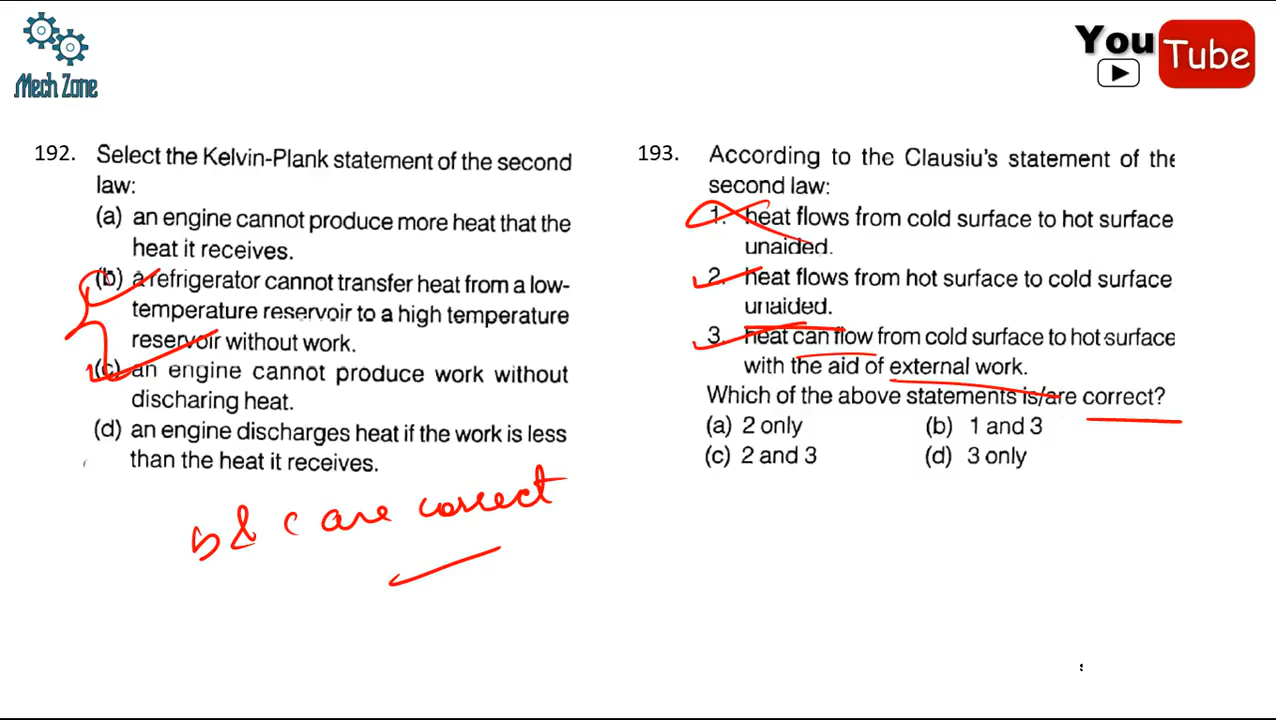 Mech Zone
You Tube
192. Select the Kelvin-Plank statement of the second
law:
(a) an engine cannot produce more heat that the
heat it receives.
(b) a refrigerator cannot transfer heat from a low-
temperature reservoir to a high temperature
reservoir without work.
(c) an engine cannot produce work without
discharing heat.
(d) an engine discharges heat if the work is less
than the heat it receives.
b & c are correct
193. According to the Clausiu's statement of the
second law:
1. heat flows from cold surface to hot surface
unaided.
2. heat flows from hot surface to cold surface
unaided.
3. heat can flow from cold surface to hot surface
with the aid of external work.
Which of the above statements is/are correct?
(a) 2 only (b) 1 and 3
(c) 2 and 3 (d) 3 only